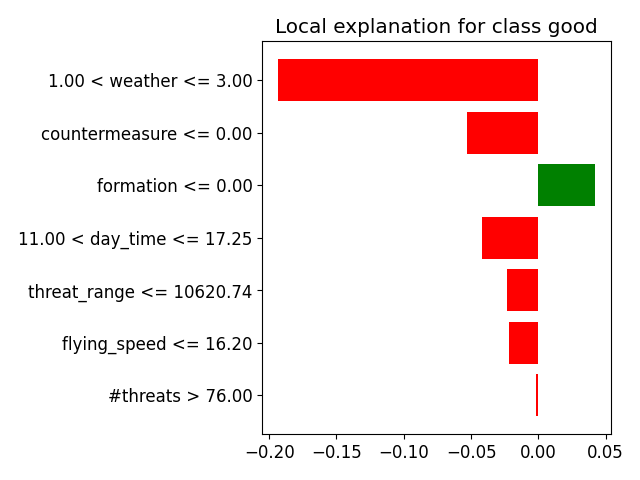 Local explanation for class good
1.00 < weather <= 3.00
countermeasure <= 0.00
formation <= 0.00
11.00 < day_time <= 17.25
threat_range <= 10620.74
flying_speed <= 16.20
#threats > 76.00
−0.20 −0.15 −0.10 −0.05 0.00 0.05